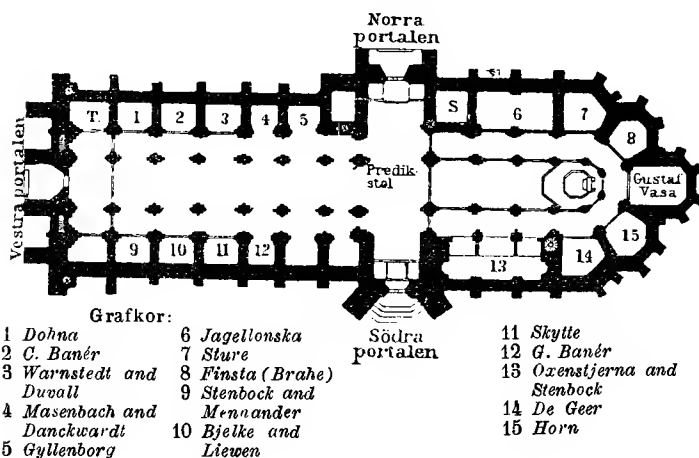 Norra
portalen
T. 1 2 3 4 5 S 6 7
8
Predik-
stol
Gustaf
Vasa
Vestra portalen
9 10 11 12 13 14 15
Södra
portalen
Grafkor:
1 Dohna
2 C. Banér
3 Warnstedt and
Duvall
4 Masenbach and
Danckwardt
5 Gyllenborg
6 Jagellonska
7 Sture
8 Finsta (Brahe)
9 Stenbock and
Mennander
10 Bjelke and
Liewen
11 Skytte
12 G. Banér
13 Oxenstjerna and
Stenbock
14 De Geer
15 Horn